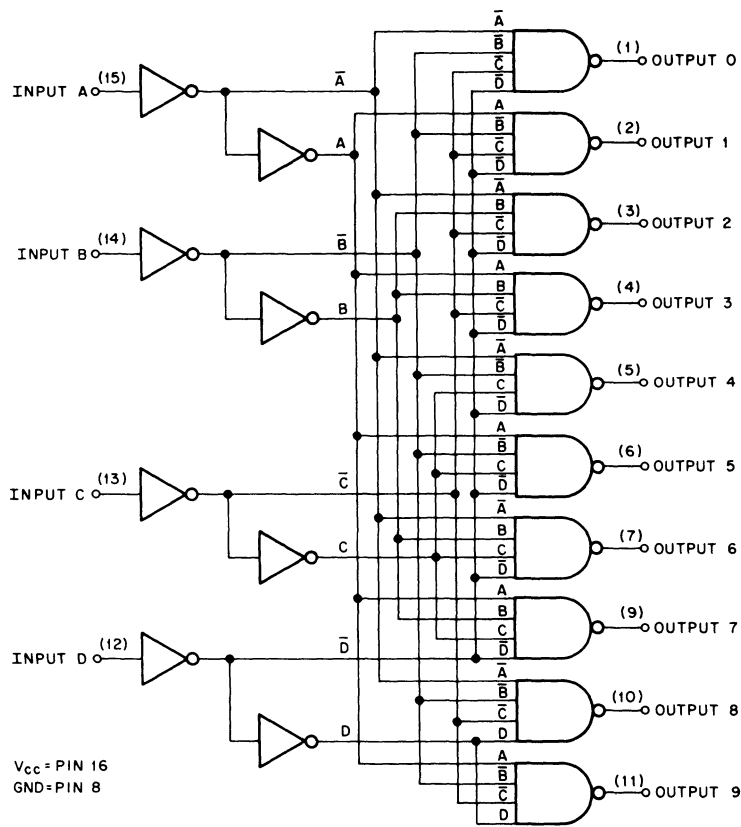 A̅
B̅
C̅
D̅
(1)
OUTPUT 0
INPUT A
(15)
A̅
A
A
B̅
C̅
D̅
(2)
OUTPUT 1
A̅
B
C̅
D̅
(3)
OUTPUT 2
INPUT B
(14)
B̅
B
A
B
C̅
D̅
(4)
OUTPUT 3
A̅
B̅
C
D̅
(5)
OUTPUT 4
A
B̅
C
D̅
(6)
OUTPUT 5
INPUT C
(13)
C̅
C
A̅
B
C
D̅
(7)
OUTPUT 6
A
B
C
D̅
(9)
OUTPUT 7
INPUT D
(12)
D̅
D
A̅
B̅
C̅
D
(10)
OUTPUT 8
A
B̅
C̅
D
(11)
OUTPUT 9
VCC = PIN 16
GND = PIN 8